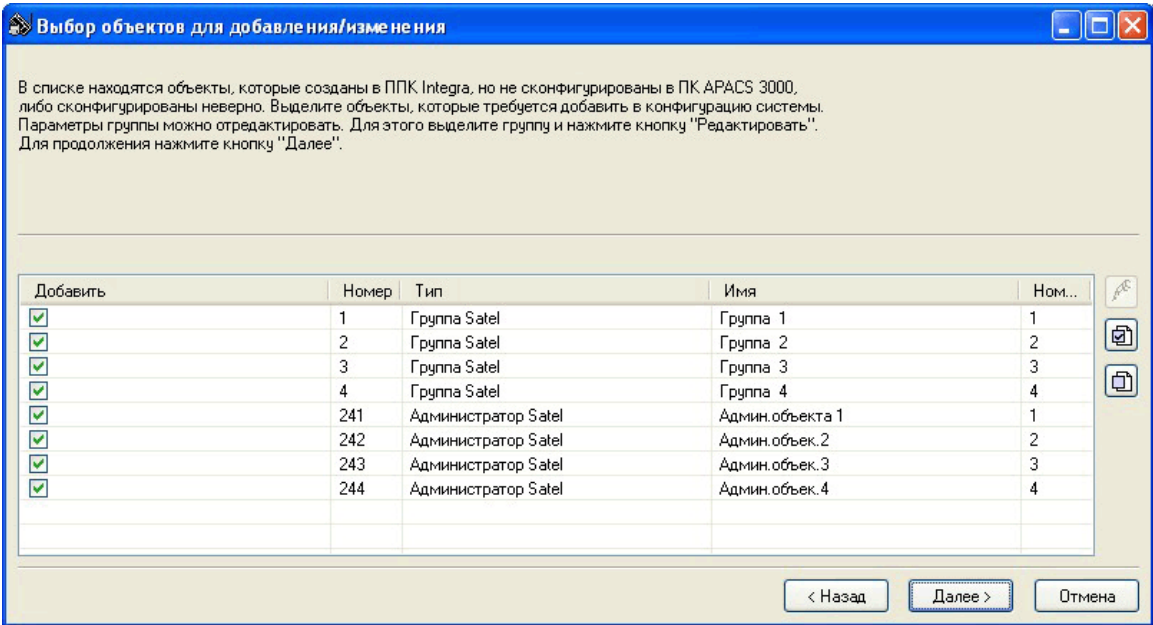 Выбор объектов для добавления/изменения
В списке находятся объекты, которые созданы в ППК Integra, но не сконфигурированы в ПК APACS 3000,
либо сконфигурированы неверно. Выделите объекты, которые требуется добавить в конфигурацию системы.
Параметры группы можно отредактировать. Для этого выделите группу и нажмите кнопку "Редактировать".
Для продолжения нажмите кнопку "Далее".
Добавить Номер Тип Имя Ном...
1 Группа Satel Группа 1 1
2 Группа Satel Группа 2 2
3 Группа Satel Группа 3 3
4 Группа Satel Группа 4 4
241 Администратор Satel Админ.объекта 1 1
242 Администратор Satel Админ.объек.2 2
243 Администратор Satel Админ.объек.3 3
244 Администратор Satel Админ.объек.4 4
< Назад Далее > Отмена